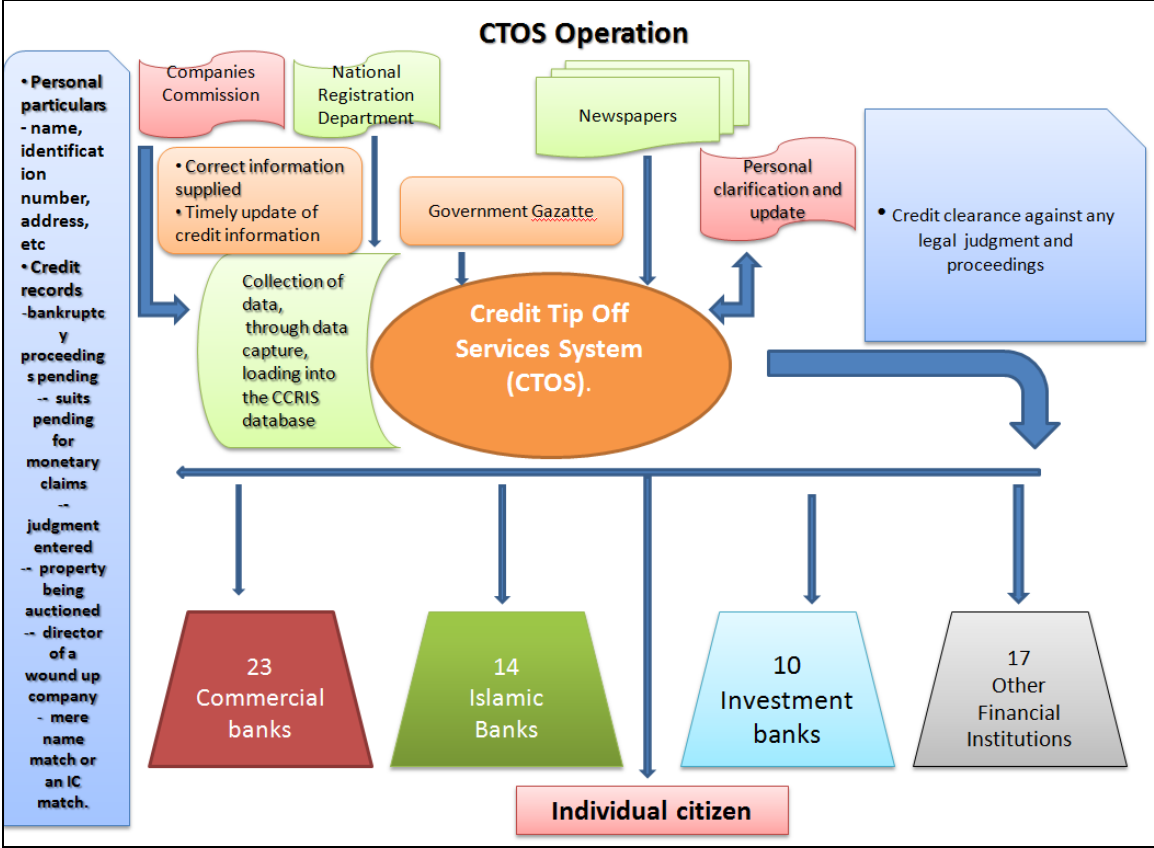 CTOS Operation
• Personal
particulars
- name,
identificat
ion
number,
address,
etc
• Credit
records
-bankruptc
y
proceeding
s pending
-- suits
pending
for
monetary
claims
--
judgment
entered
-- property
being
auctioned
-- director
of a
wound up
company
- mere
name
match or
an IC
match.
Companies
Commission
National
Registration
Department
Newspapers
• Correct information
supplied
• Timely update of
credit information
Government Gazatte
Personal
clarification and
update
• Credit clearance against any
legal judgment and
proceedings
Collection of
data,
through data
capture,
loading into
the CCRIS
database
Credit Tip Off
Services System
(CTOS).
23
Commercial
banks
14
Islamic
Banks
10
Investment
banks
17
Other
Financial
Institutions
Individual citizen